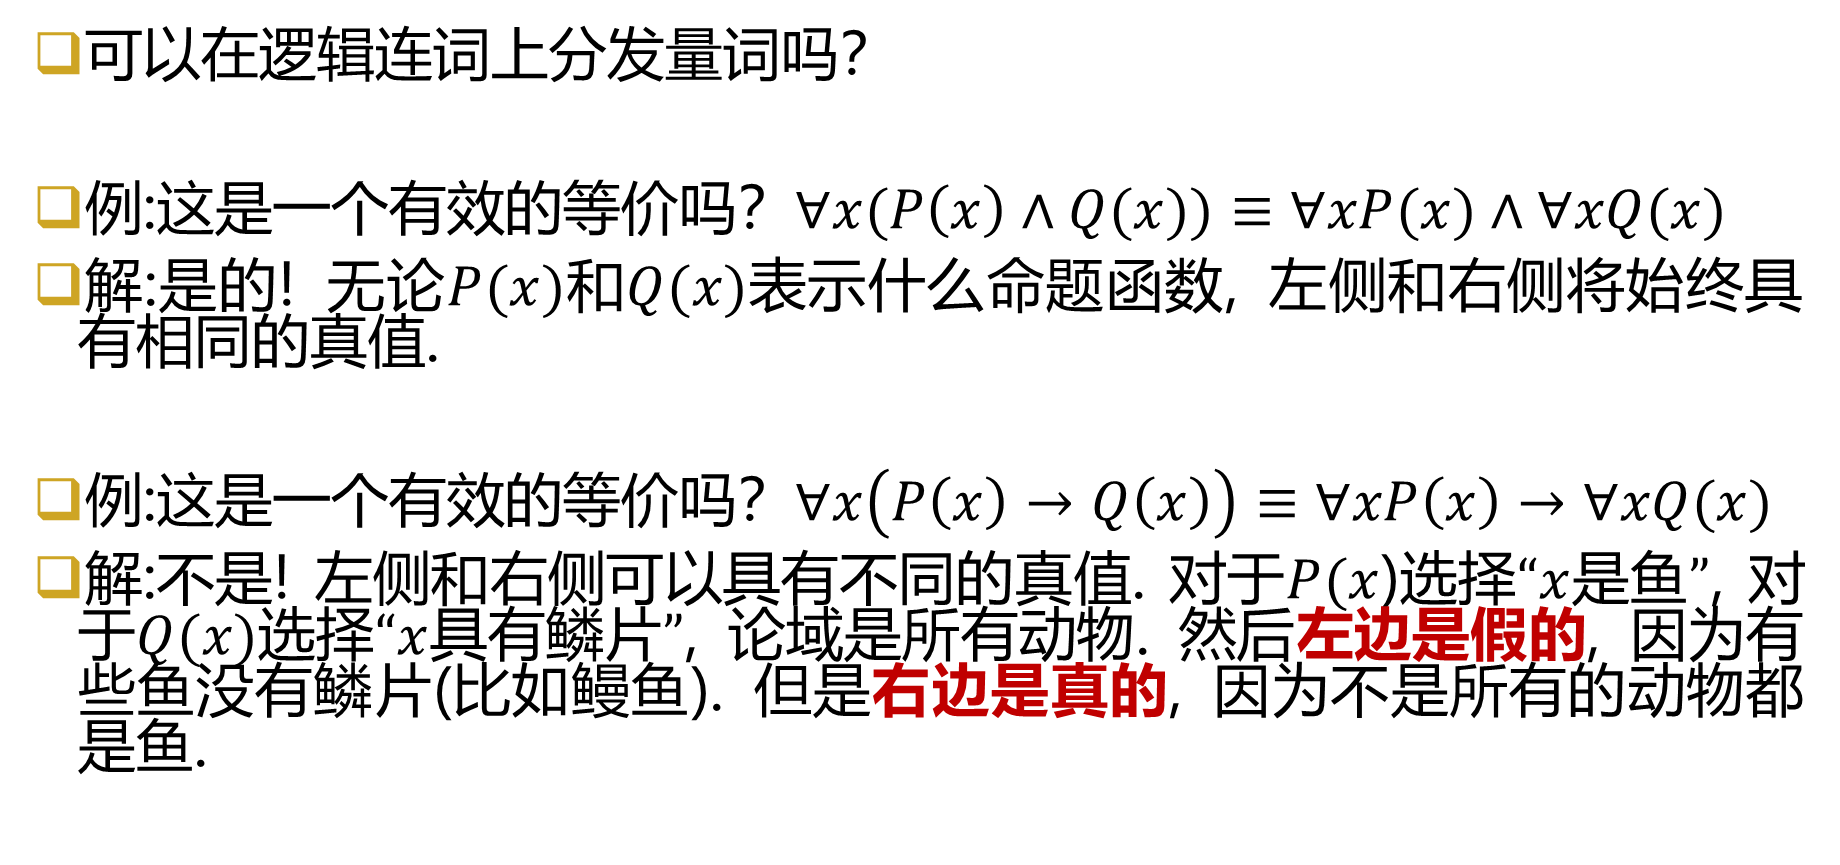 ❑可以在逻辑连词上分发量词吗?
❑例:这是一个有效的等价吗? ∀x(P(x) ∧ Q(x)) ≡ ∀xP(x) ∧ ∀xQ(x)
❑解:是的! 无论P(x)和Q(x)表示什么命题函数, 左侧和右侧将始终具
有相同的真值.
❑例:这是一个有效的等价吗? ∀x(P(x) → Q(x)) ≡ ∀xP(x) → ∀xQ(x)
❑解:不是! 左侧和右侧可以具有不同的真值. 对于P(x)选择“x是鱼”, 对
于Q(x)选择“x具有鳞片”, 论域是所有动物. 然后左边是假的, 因为有
些鱼没有鳞片(比如鳗鱼). 但是右边是真的, 因为不是所有的动物都
是鱼.